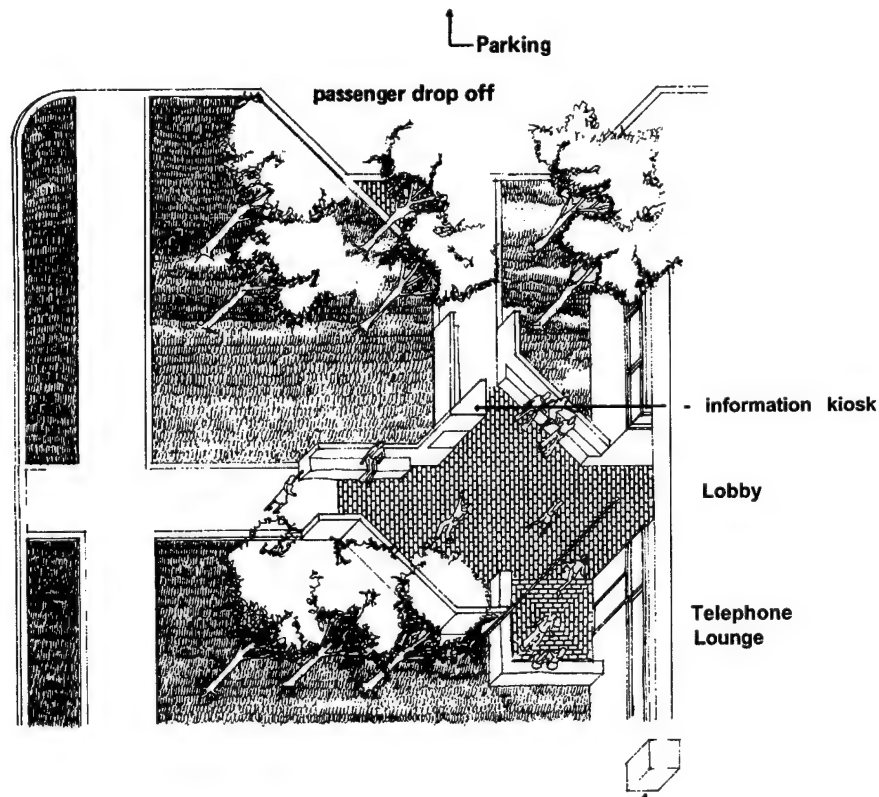 Parking
passenger drop off
- information kiosk
Lobby
Telephone
Lounge